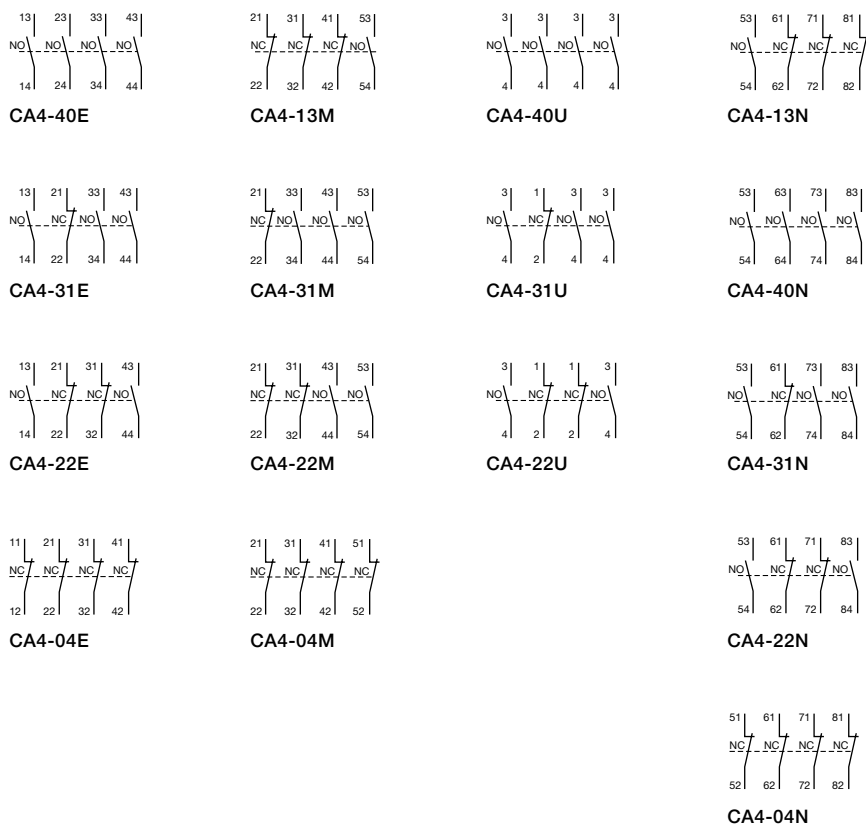 13 23 33 43
NO NO NO NO
14 24 34 44
CA4-40E
21 31 41 53
NC NC NC NO
22 32 42 54
CA4-13M
3 3 3 3
NO NO NO NO
4 4 4 4
CA4-40U
53 61 71 81
NO NC NC NC
54 62 72 82
CA4-13N
13 21 33 43
NO NC NO NO
14 22 34 44
CA4-31E
21 33 43 53
NC NO NO NO
22 34 44 54
CA4-31M
3 1 3 3
NO NC NO NO
4 2 4 4
CA4-31U
53 63 73 83
NO NO NO NO
54 64 74 84
CA4-40N
13 21 31 43
NO NC NC NO
14 22 32 44
CA4-22E
21 31 43 53
NC NC NO NO
22 32 44 54
CA4-22M
3 1 1 3
NO NC NC NO
4 2 2 4
CA4-22U
53 61 73 83
NO NC NO NO
54 62 74 84
CA4-31N
11 21 31 41
NC NC NC NC
12 22 32 42
CA4-04E
21 31 41 51
NC NC NC NC
22 32 42 52
CA4-04M
53 61 71 83
NO NC NC NO
54 62 72 84
CA4-22N
51 61 71 81
NC NC NC NC
52 62 72 82
CA4-04N